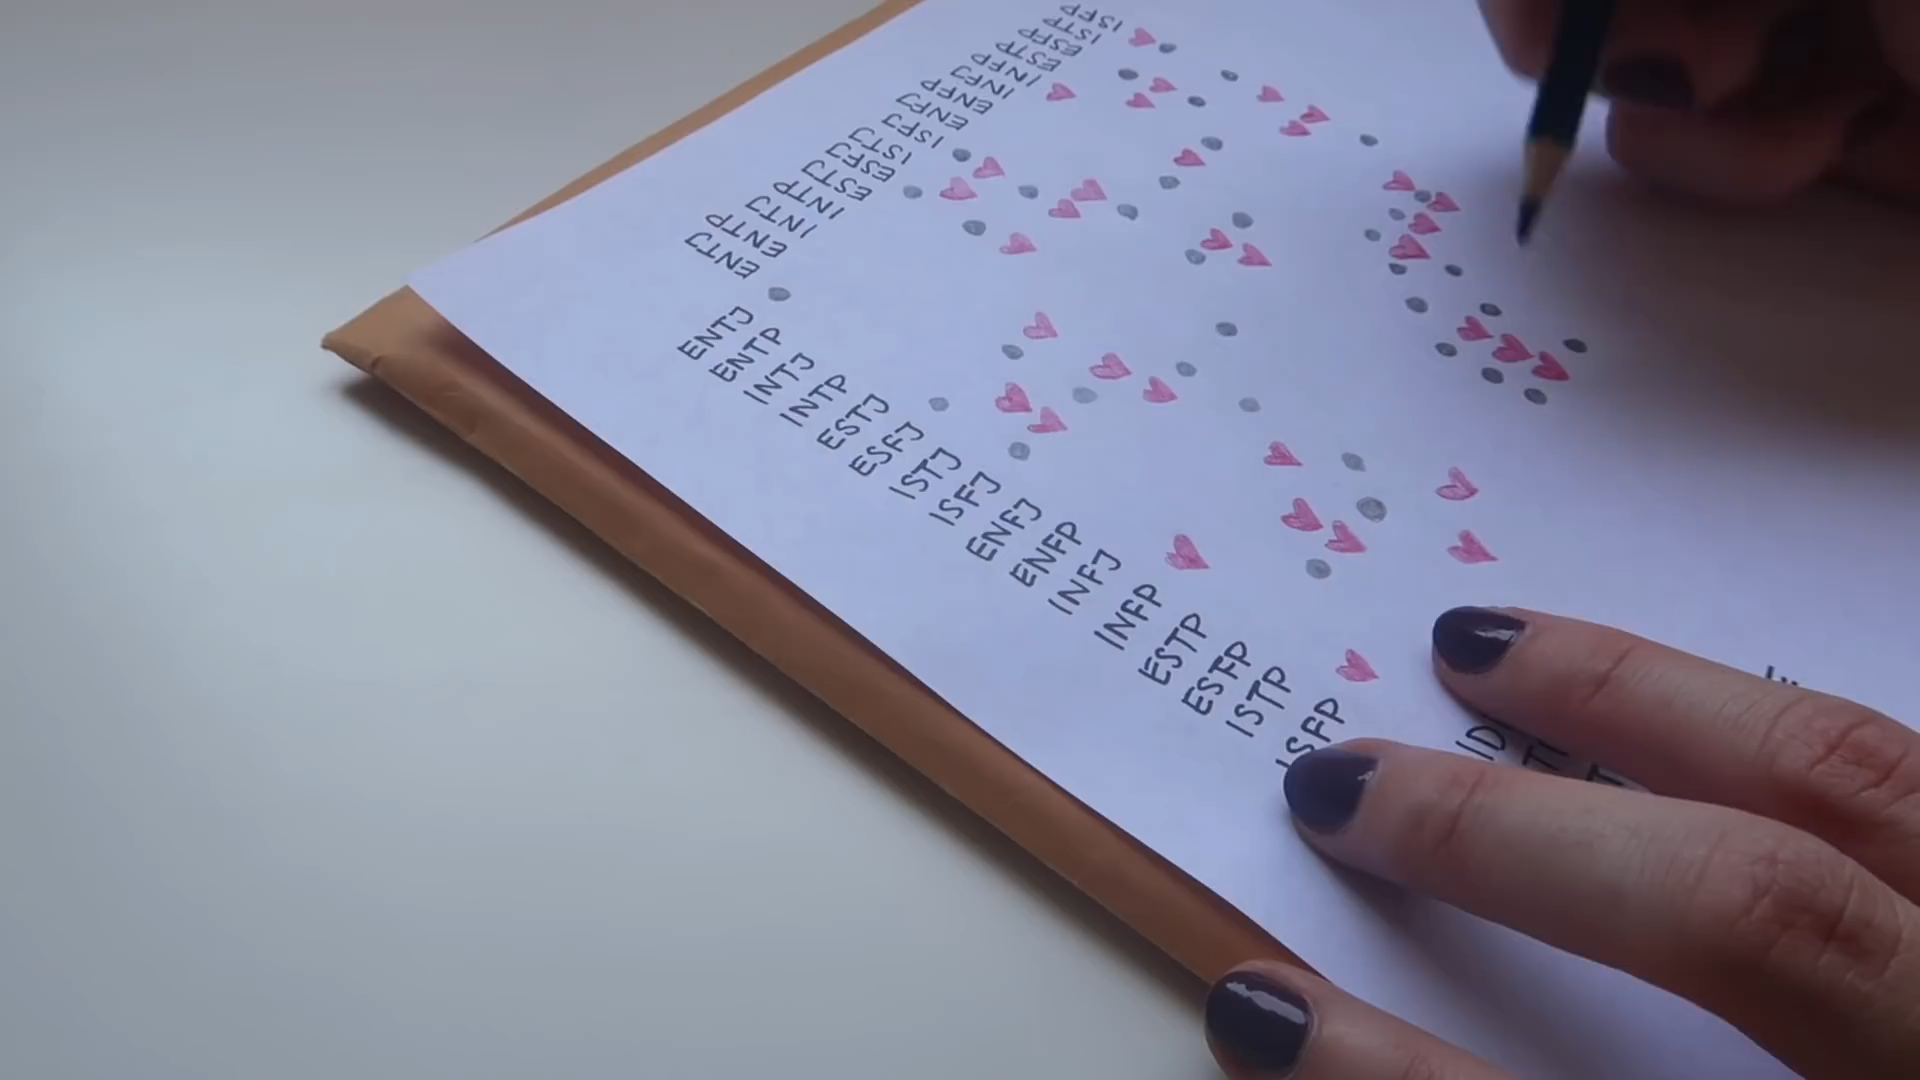 ISFP
ISTP
ESFP
ESTP
INFP
INFJ
ENFP
ENFJ
ISFJ
ISTJ
ESFJ
ESTJ
INTP
INTJ
ENTP
ENTJ
ENTJ
ENTP
INTJ
INTP
ESTJ
ESFJ
ISTJ
ISFJ
ENFJ
ENFP
INFJ
INFP
ESTP
ESFP
ISTP
ISFP